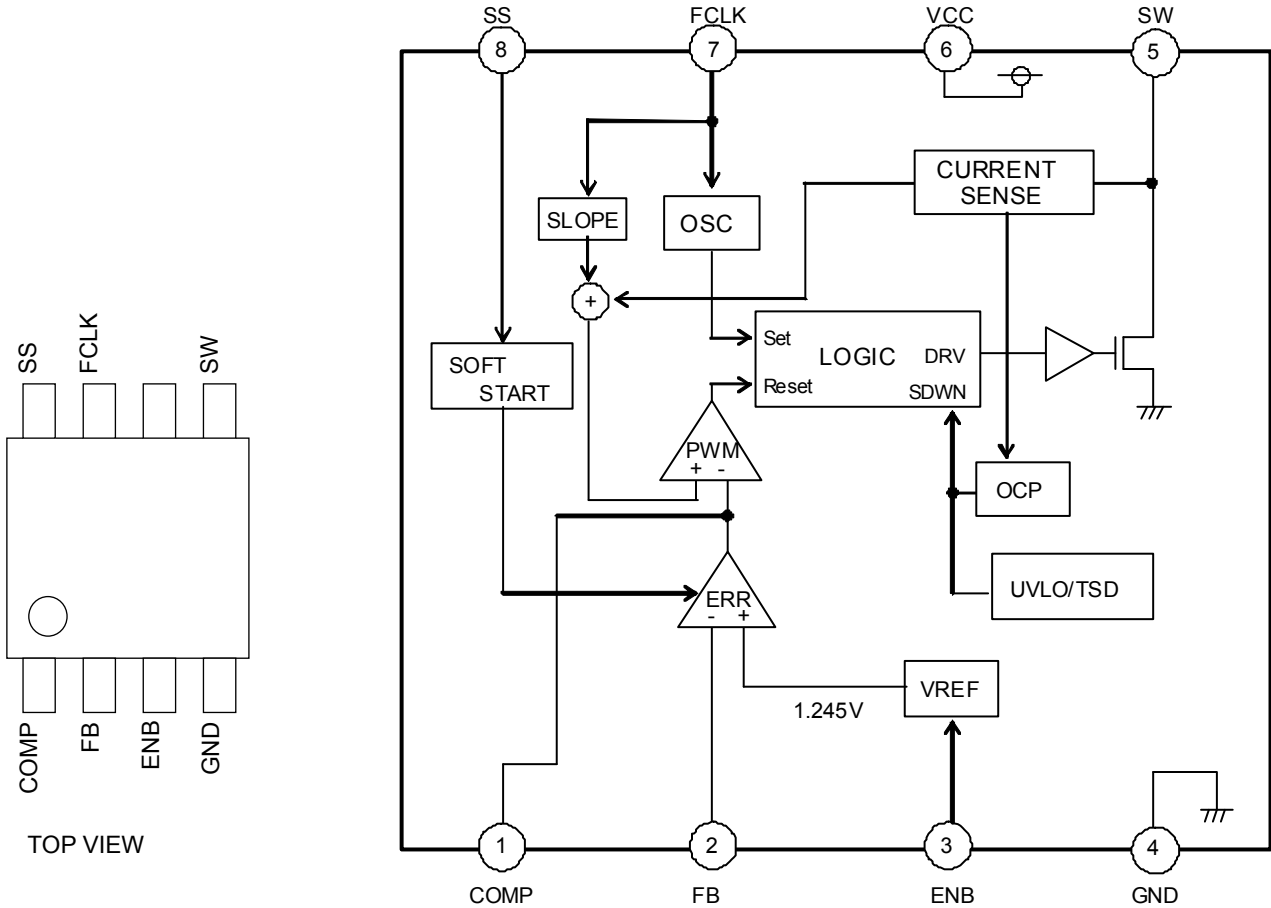 SS
FCLK
SW
COMP
FB
ENB
GND
TOP VIEW
SS
FCLK
VCC
SW
8
7
6
5
CURRENT
SENSE
SLOPE
OSC
+
Set
LOGIC
DRV
Reset
SDWN
SOFT
START
PWM
+ -
OCP
ERR
- +
UVLO/TSD
VREF
1.245V
1
2
3
4
COMP
FB
ENB
GND